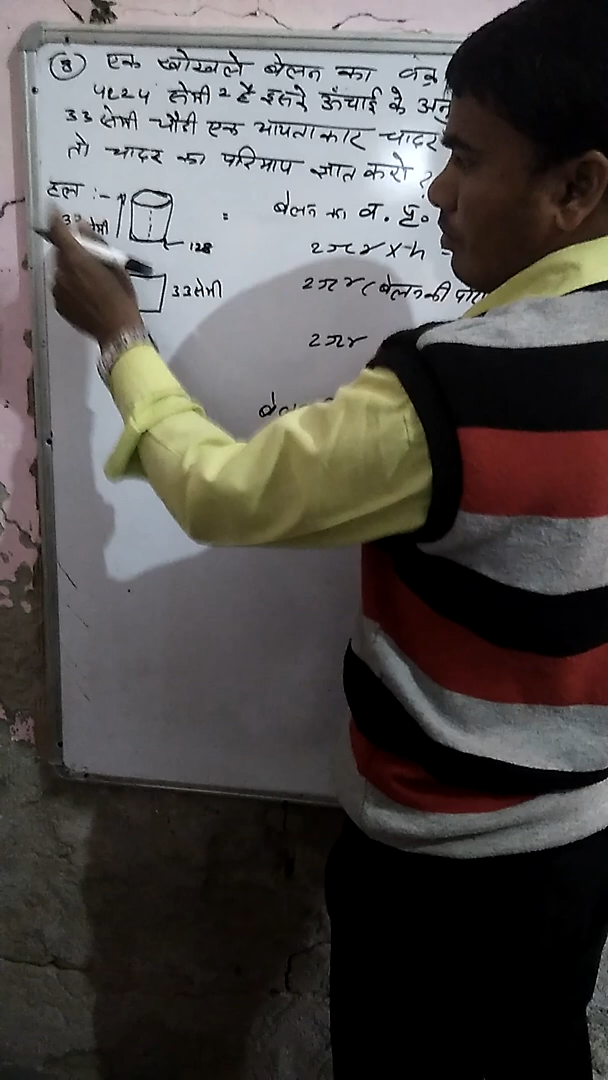 8 एक खोखले बेलन का वक्र
4224 सेमी² है इसे ऊँचाई के अनु
33 सेमी चौड़ी एक आयताकार चादर
तो चादर का परिमाप ज्ञात करो ?
हल :-
बेलन का व. पृ.
128
2πr × h =
33 सेमी
2πr (बेलन की
2πr